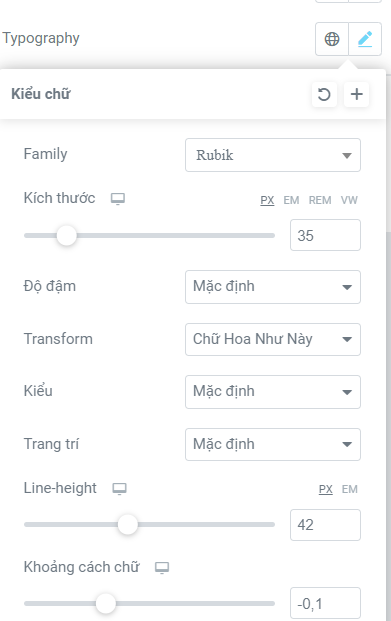 Typography
Kiểu chữ
Family
Rubik
Kích thước
PX EM REM VW
35
Độ đậm
Mặc định
Transform
Chữ Hoa Như Này
Kiểu
Mặc định
Trang trí
Mặc định
Line-height
PX EM
42
Khoảng cách chữ
-0,1